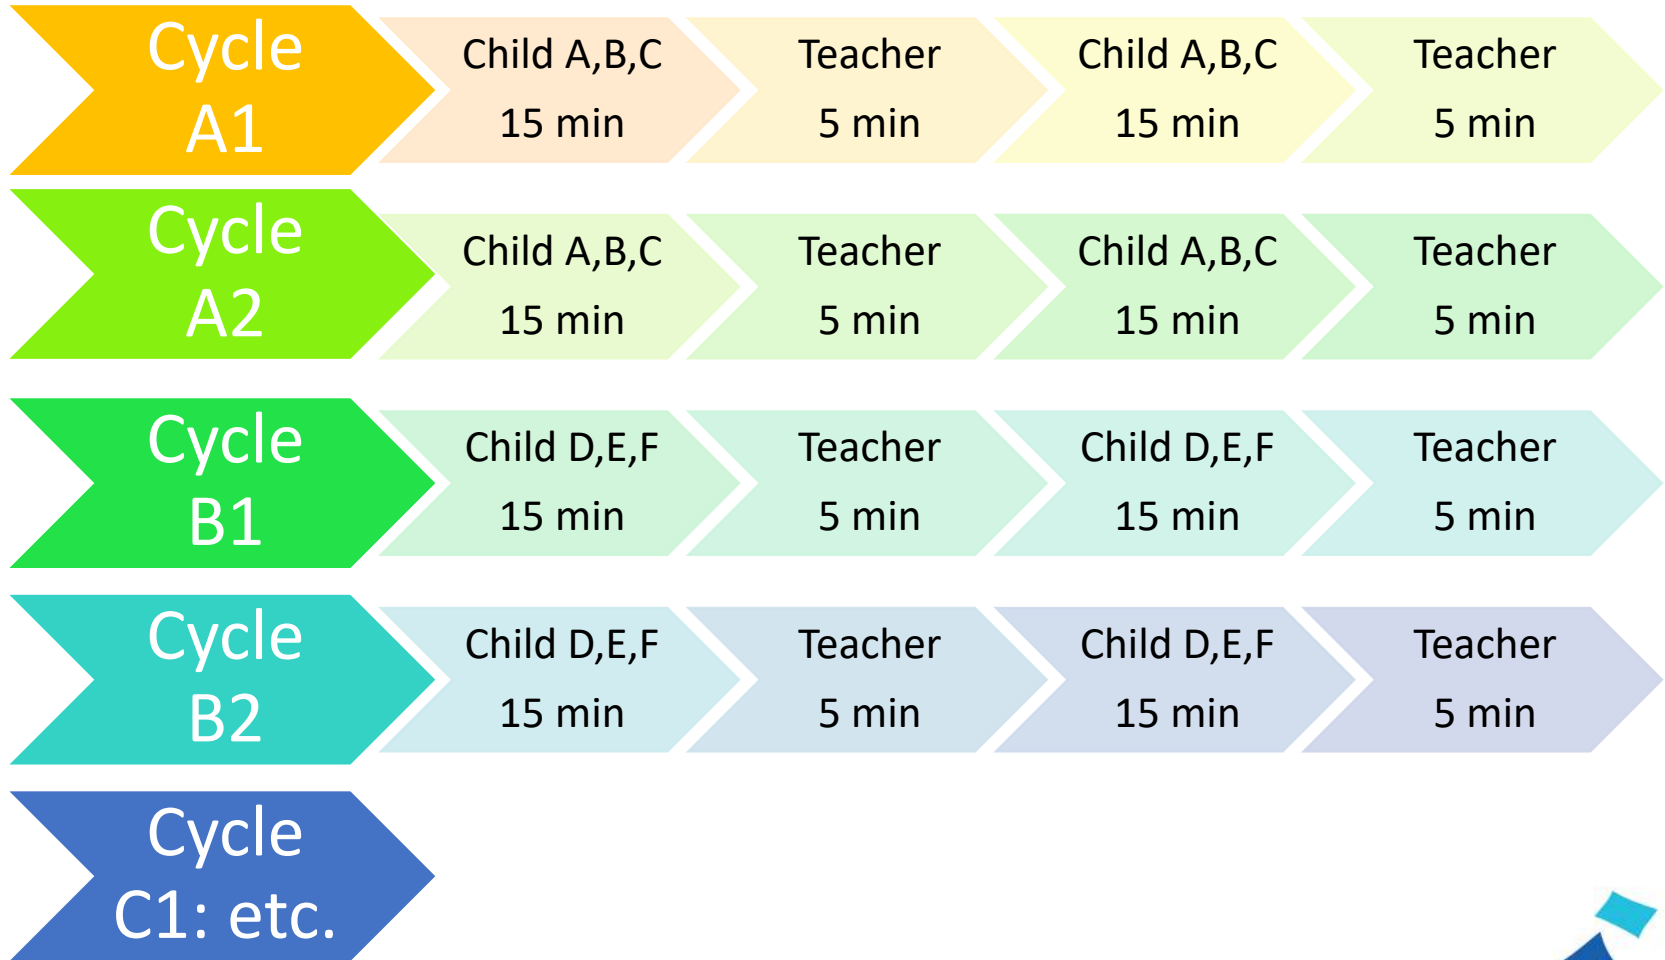 Cycle
A1
Child A,B,C
15 min
Teacher
5 min
Child A,B,C
15 min
Teacher
5 min
Cycle
A2
Child A,B,C
15 min
Teacher
5 min
Child A,B,C
15 min
Teacher
5 min
Cycle
B1
Child D,E,F
15 min
Teacher
5 min
Child D,E,F
15 min
Teacher
5 min
Cycle
B2
Child D,E,F
15 min
Teacher
5 min
Child D,E,F
15 min
Teacher
5 min
Cycle
C1: etc.